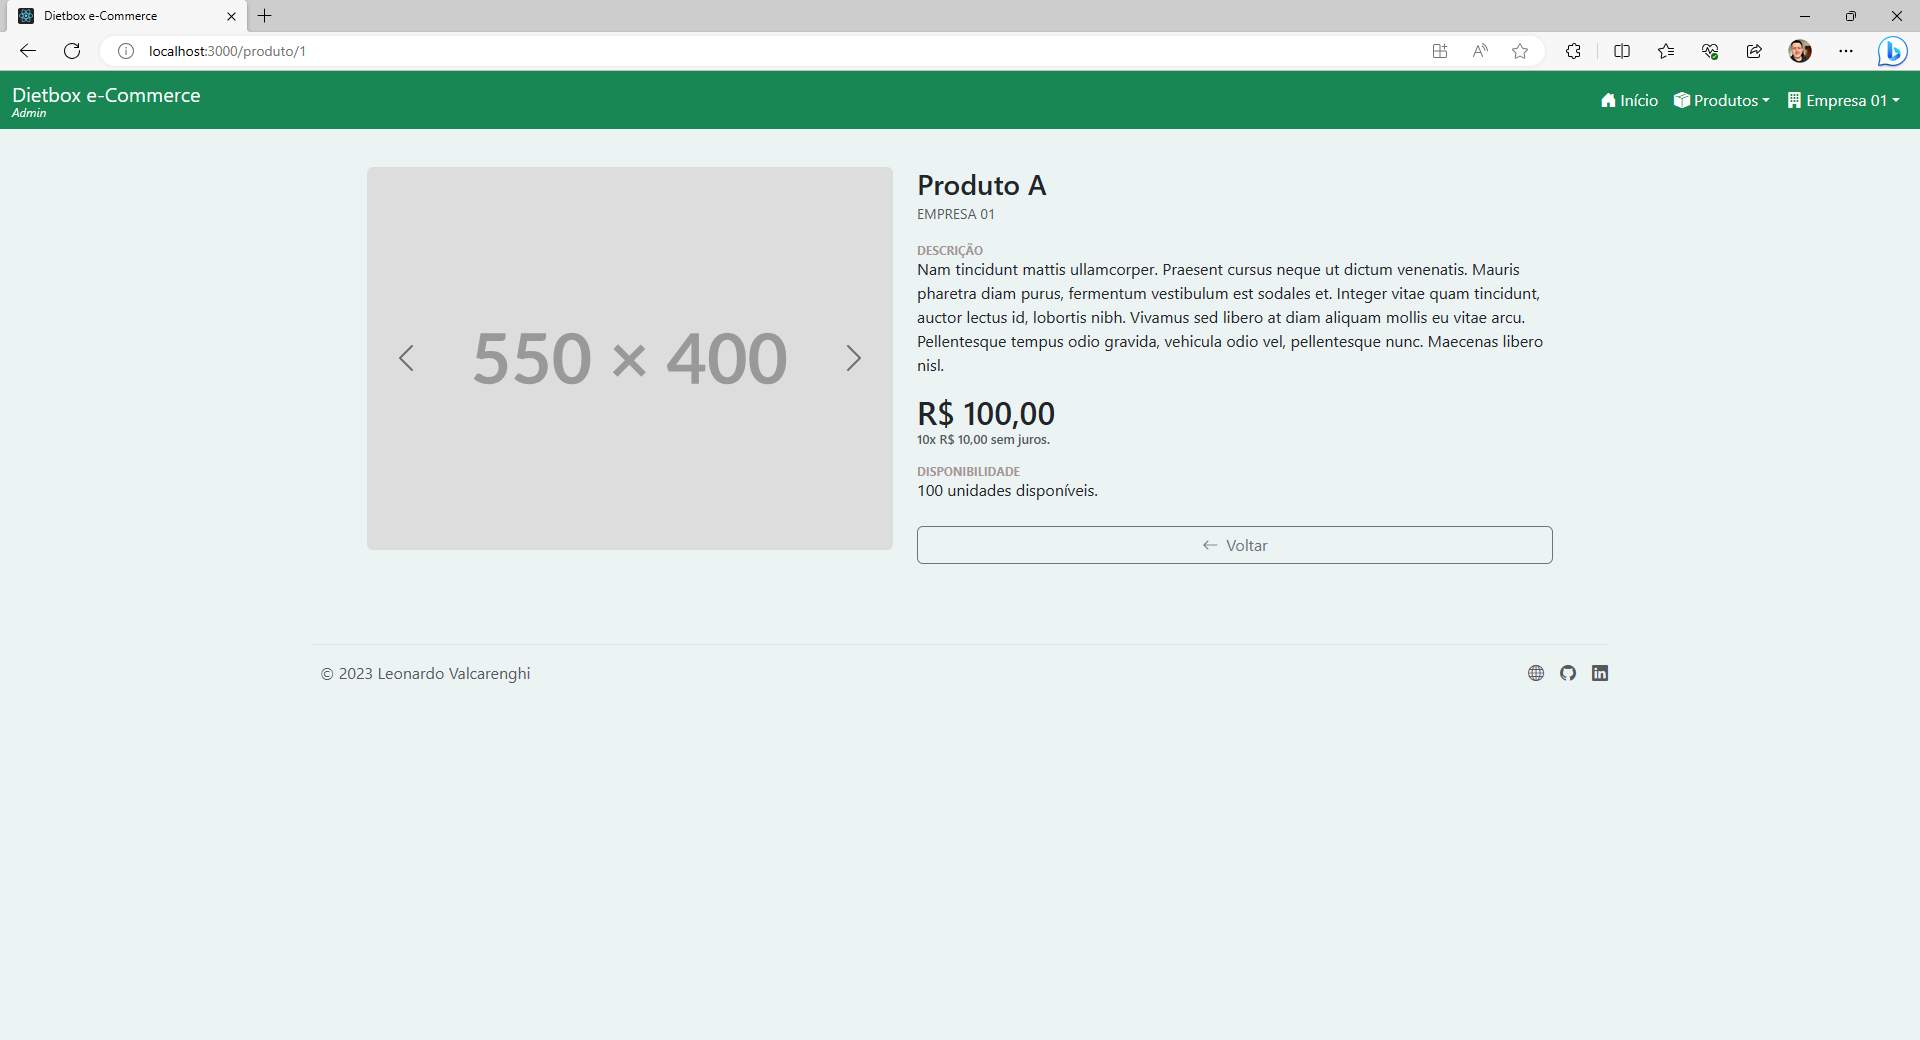 Dietbox e-Commerce
localhost:3000/produto/1
Dietbox e-Commerce
Admin
Início
Produtos
Empresa 01
550 × 400
Produto A
EMPRESA 01
DESCRIÇÃO
Nam tincidunt mattis ullamcorper. Praesent cursus neque ut dictum venenatis. Mauris
pharetra diam purus, fermentum vestibulum est sodales et. Integer vitae quam tincidunt,
auctor lectus id, lobortis nibh. Vivamus sed libero at diam aliquam mollis eu vitae arcu.
Pellentesque tempus odio gravida, vehicula odio vel, pellentesque nunc. Maecenas libero
nisl.
R$ 100,00
10x R$ 10,00 sem juros.
DISPONIBILIDADE
100 unidades disponíveis.
Voltar
© 2023 Leonardo Valcarenghi